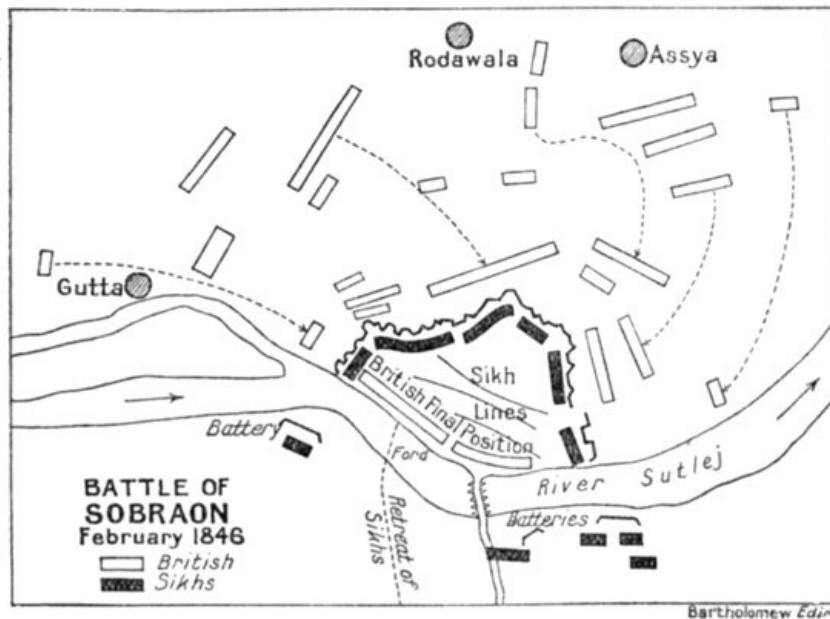 Rodawala
Assya
Gutta
Sikh
Lines
British Final Position
Battery
Ford
River Sutlej
Retreat of
Sikhs
Batteries
BATTLE OF
SOBRAON
February 1846
British
Sikhs
Bartholomew Edin